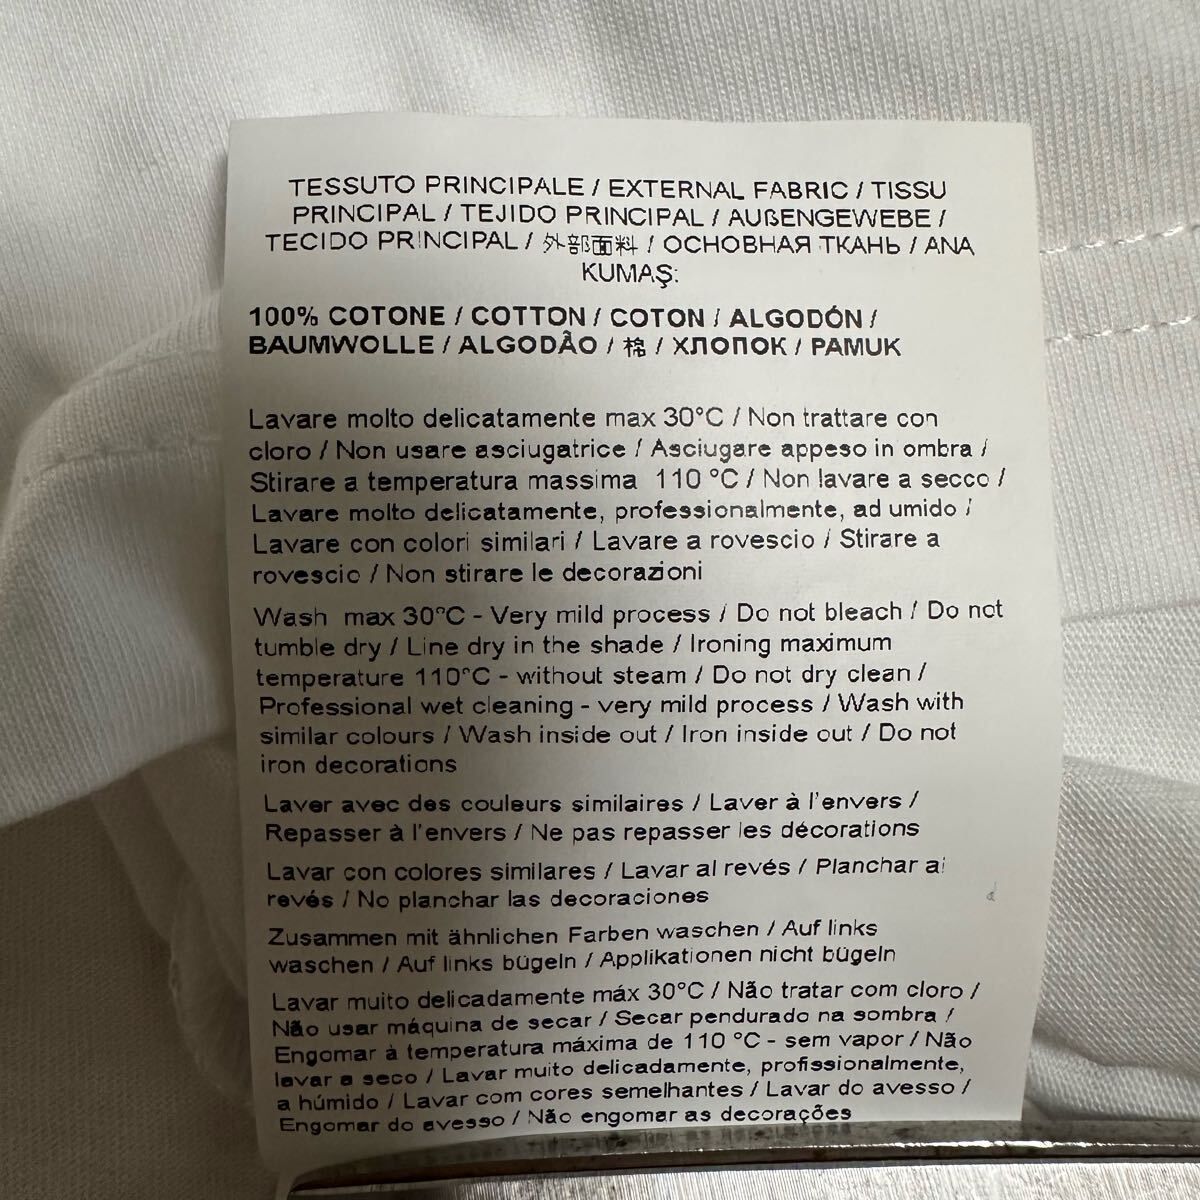 TESSUTO PRINCIPALE / EXTERNAL FABRIC / TISSU
PRINCIPAL / TEJIDO PRINCIPAL / AUßENGEWEBE /
TECIDO PRINCIPAL / 外部面料 / ОСНОВНАЯ ТКАНЬ / ANA
KUMAŞ:
100% COTONE / COTTON / COTON / ALGODÓN /
BAUMWOLLE / ALGODÃO / 棉 / ХЛОПОК / PAMUK
Lavare molto delicatamente max 30°C / Non trattare con
cloro / Non usare asciugatrice / Asciugare appeso in ombra /
Stirare a temperatura massima 110 °C / Non lavare a secco /
Lavare molto delicatamente, professionalmente, ad umido /
Lavare con colori similari / Lavare a rovescio / Stirare a
rovescio / Non stirare le decorazioni
Wash max 30°C - Very mild process / Do not bleach / Do not
tumble dry / Line dry in the shade / Ironing maximum
temperature 110°C - without steam / Do not dry clean /
Professional wet cleaning - very mild process / Wash with
similar colours / Wash inside out / Iron inside out / Do not
iron decorations
Laver avec des couleurs similaires / Laver à l'envers /
Repasser à l'envers / Ne pas repasser les décorations
Lavar con colores similares / Lavar al revés / Planchar al
revés / No planchar las decoraciones
Zusammen mit ähnlichen Farben waschen / Auf links
waschen / Auf links bügeln / Applikationen nicht bügeln
Lavar muito delicadamente máx 30°C / Não tratar com cloro /
Não usar máquina de secar / Secar pendurado na sombra /
Engomar à temperatura máxima de 110 °C - sem vapor / Não
lavar a seco / Lavar muito delicadamente, profissionalmente,
a húmido / Lavar com cores semelhantes / Lavar do avesso /
Engomar do avesso / Não engomar as decorações